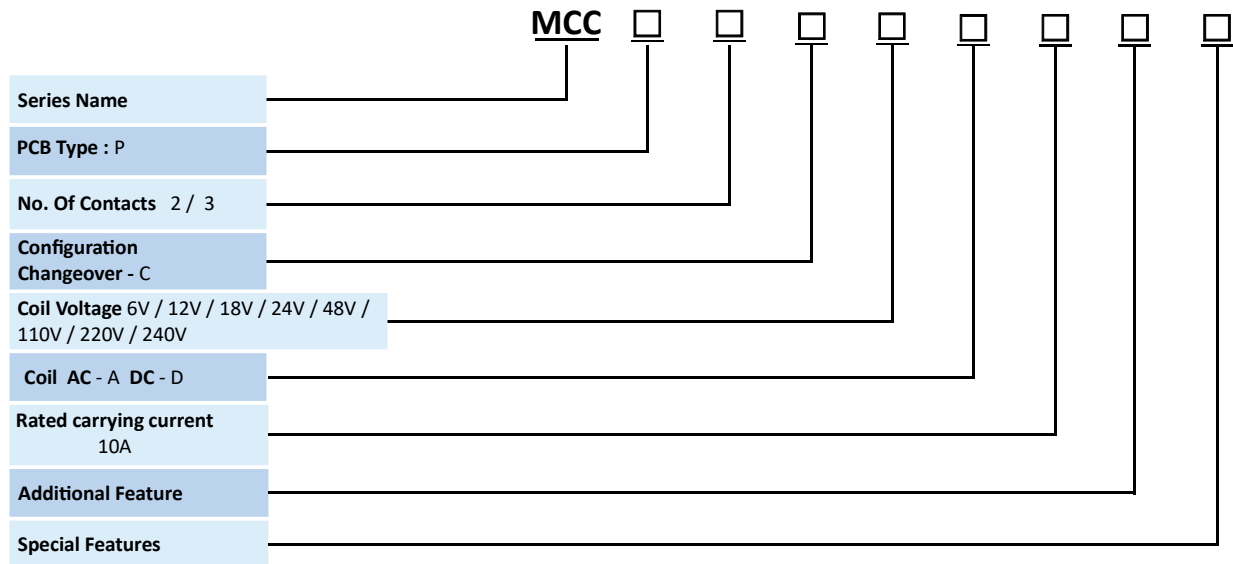 MCC □ □ □ □ □ □ □ □
Series Name
PCB Type : P
No. Of Contacts 2 / 3
Configuration
Changeover - C
Coil Voltage 6V / 12V / 18V / 24V / 48V /
110V / 220V / 240V
Coil AC - A DC - D
Rated carrying current
10A
Additional Feature
Special Features